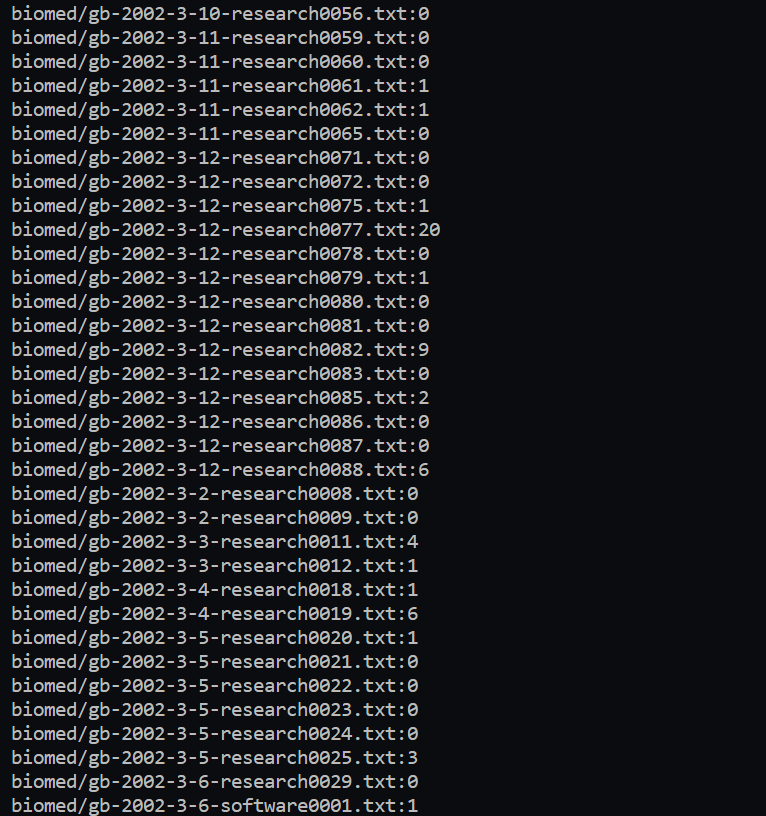 biomed/gb-2002-3-10-research0056.txt:0
biomed/gb-2002-3-11-research0059.txt:0
biomed/gb-2002-3-11-research0060.txt:0
biomed/gb-2002-3-11-research0061.txt:1
biomed/gb-2002-3-11-research0062.txt:1
biomed/gb-2002-3-11-research0065.txt:0
biomed/gb-2002-3-12-research0071.txt:0
biomed/gb-2002-3-12-research0072.txt:0
biomed/gb-2002-3-12-research0075.txt:1
biomed/gb-2002-3-12-research0077.txt:20
biomed/gb-2002-3-12-research0078.txt:0
biomed/gb-2002-3-12-research0079.txt:1
biomed/gb-2002-3-12-research0080.txt:0
biomed/gb-2002-3-12-research0081.txt:0
biomed/gb-2002-3-12-research0082.txt:9
biomed/gb-2002-3-12-research0083.txt:0
biomed/gb-2002-3-12-research0085.txt:2
biomed/gb-2002-3-12-research0086.txt:0
biomed/gb-2002-3-12-research0087.txt:0
biomed/gb-2002-3-12-research0088.txt:6
biomed/gb-2002-3-2-research0008.txt:0
biomed/gb-2002-3-2-research0009.txt:0
biomed/gb-2002-3-3-research0011.txt:4
biomed/gb-2002-3-3-research0012.txt:1
biomed/gb-2002-3-4-research0018.txt:1
biomed/gb-2002-3-4-research0019.txt:6
biomed/gb-2002-3-5-research0020.txt:1
biomed/gb-2002-3-5-research0021.txt:0
biomed/gb-2002-3-5-research0022.txt:0
biomed/gb-2002-3-5-research0023.txt:0
biomed/gb-2002-3-5-research0024.txt:0
biomed/gb-2002-3-5-research0025.txt:3
biomed/gb-2002-3-6-research0029.txt:0
biomed/gb-2002-3-6-software0001.txt:1